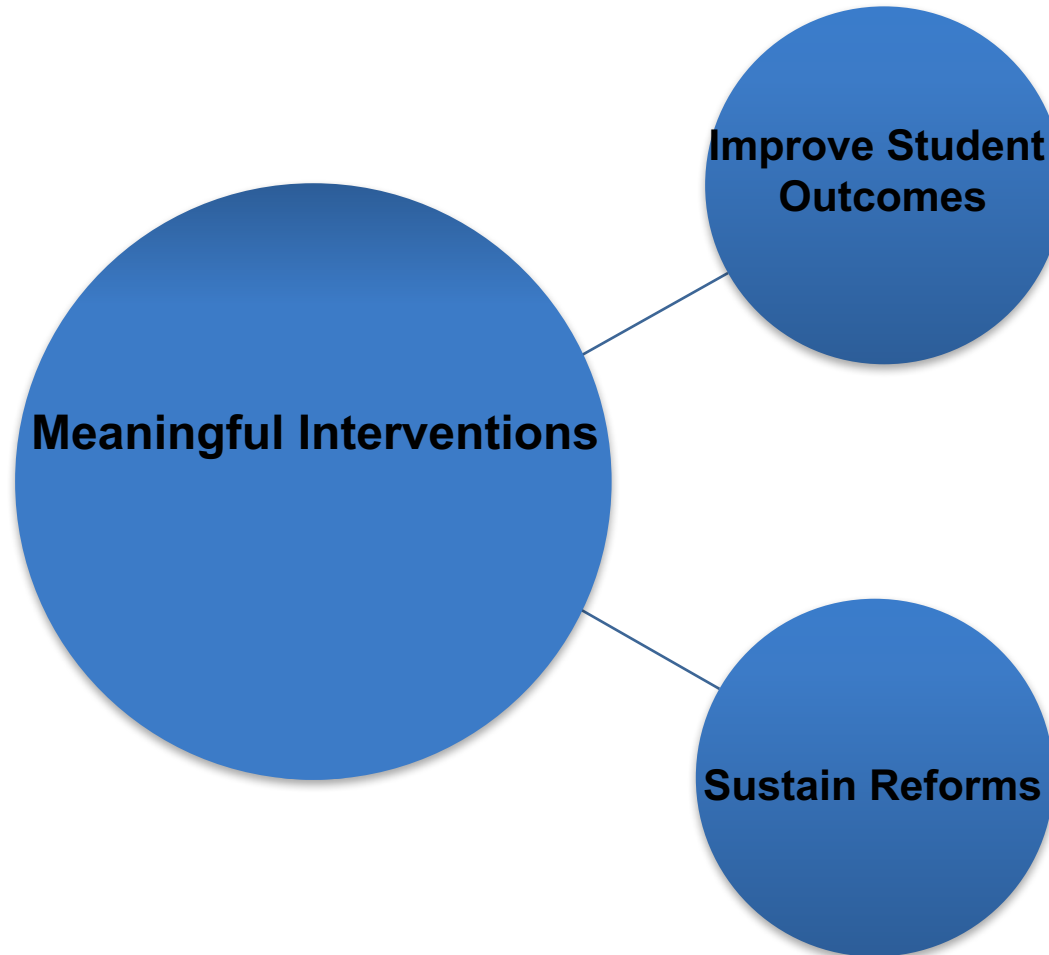 Improve Student
Outcomes
Meaningful Interventions
Sustain Reforms